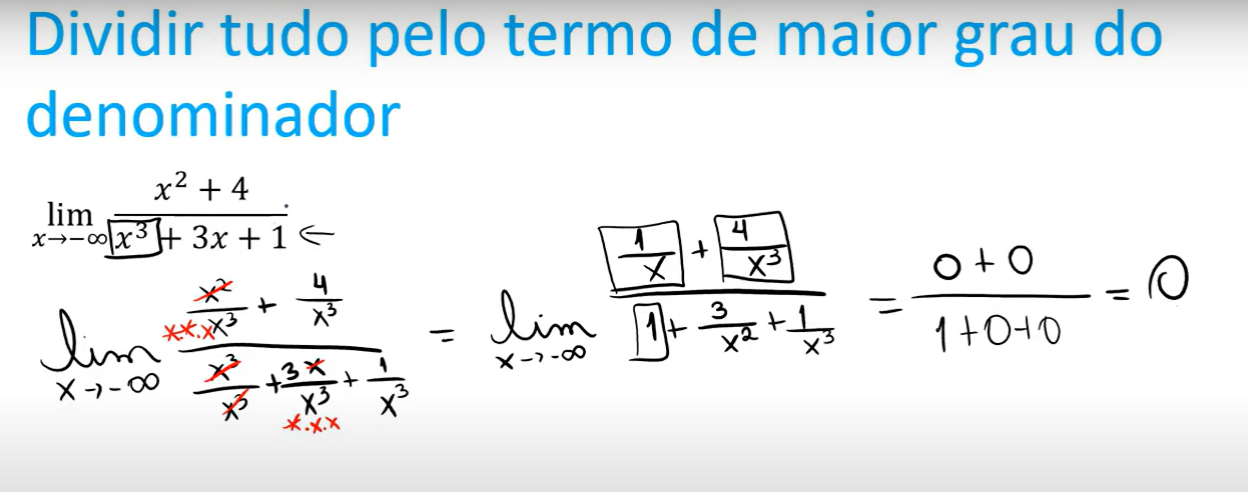 Dividir tudo pelo termo de maior grau do
denominador
lim x→-∞ (x² + 4)/(x³ + 3x + 1) ←
lim x→-∞ (x²/x³ + 4/x³)/(x³/x³ + 3x/x³ + 1/x³) = lim x→-∞ (1/x + 4/x³)/(1 + 3/x² + 1/x³) = (0+0)/(1+0+0) = 0
x.x.x
x.x.x